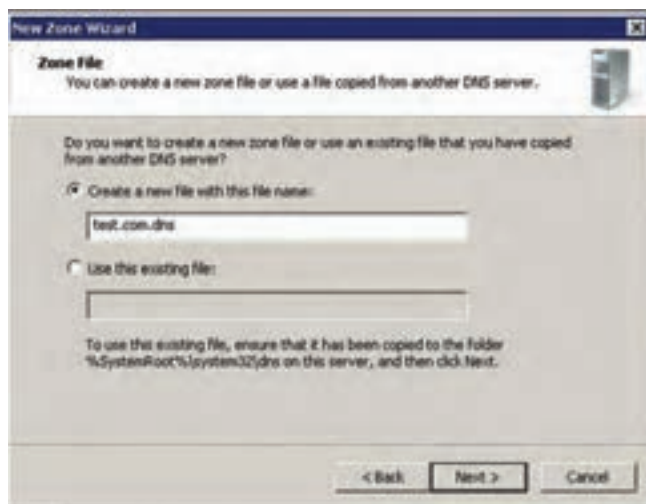 New Zone Wizard
Zone File
You can create a new zone file or use a file copied from another DNS server.
Do you want to create a new zone file or use an existing file that you have copied
from another DNS server?
Create a new file with this file name:
test.com.dns
Use this existing file:
To use this existing file, ensure that it has been copied to the folder
%SystemRoot%\system32\dns on this server, and then click Next.
< Back
Next >
Cancel